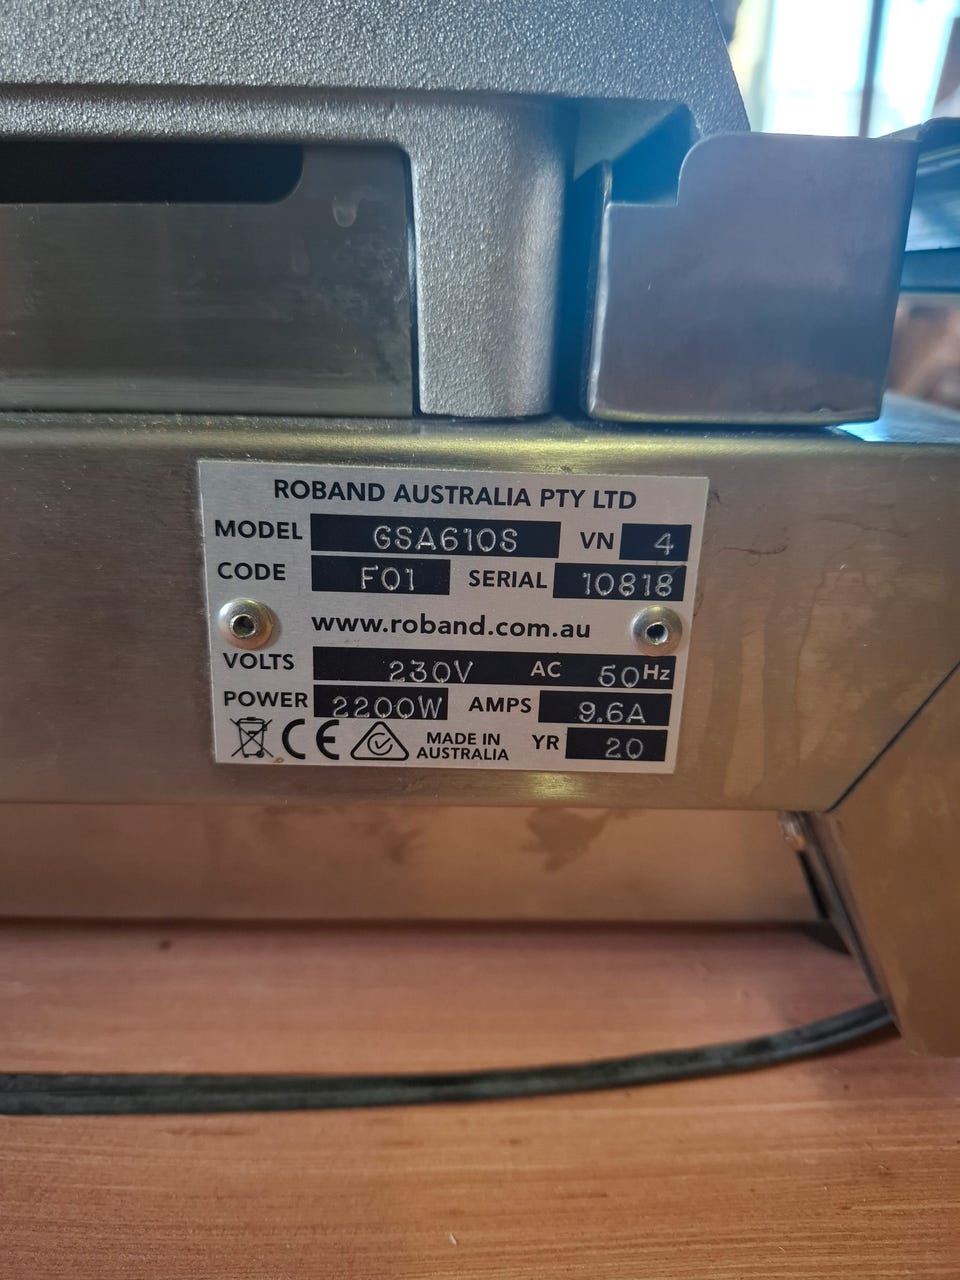 ROBAND AUSTRALIA PTY LTD
MODEL GSA610S VN 4
CODE F01 SERIAL 10818
www.roband.com.au
VOLTS 230V AC 50Hz
POWER 2200W AMPS 9.6A
CE MADE IN AUSTRALIA YR 20